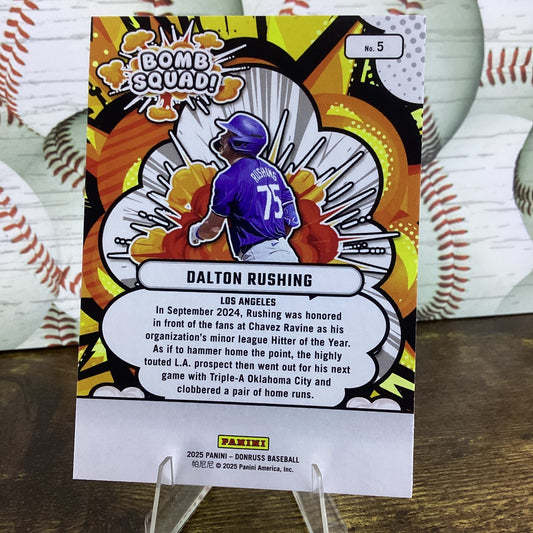 BOMB
SQUAD!
No. 5
RUSHING
75
DALTON RUSHING
LOS ANGELES
In September 2024, Rushing was honored
in front of the fans at Chavez Ravine as his
organization's minor league Hitter of the Year.
As if to hammer home the point, the highly
touted L.A. prospect then went out for his next
game with Triple-A Oklahoma City and
clobbered a pair of home runs.
PANINI
2025 PANINI – DONRUSS BASEBALL
帕尼尼 © 2025 Panini America, Inc.